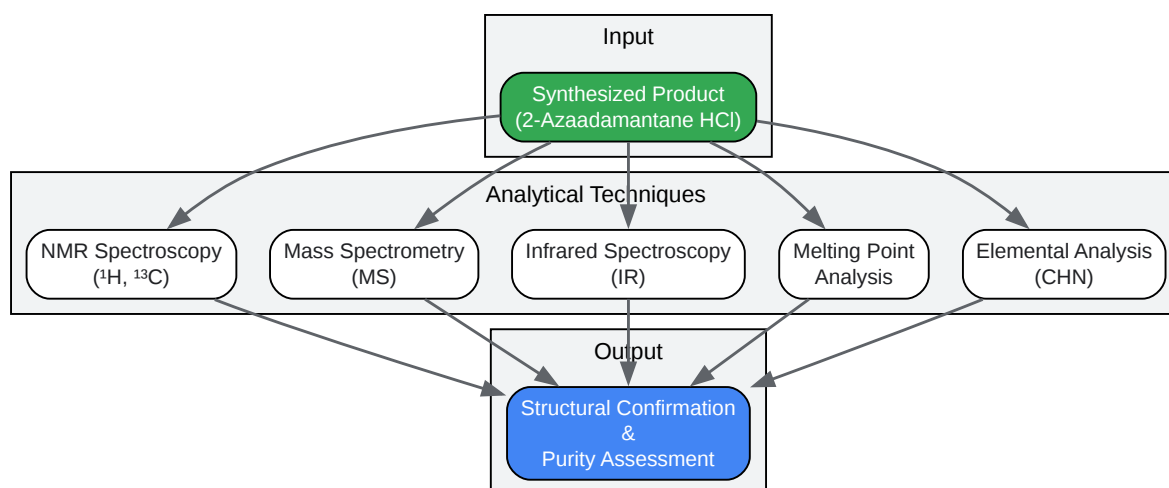 Input
Synthesized Product
(2-Azaadamantane HCl)
Analytical Techniques
NMR Spectroscopy
(¹H, ¹³C)
Mass Spectrometry
(MS)
Infrared Spectroscopy
(IR)
Melting Point
Analysis
Elemental Analysis
(CHN)
Output
Structural Confirmation
&
Purity Assessment